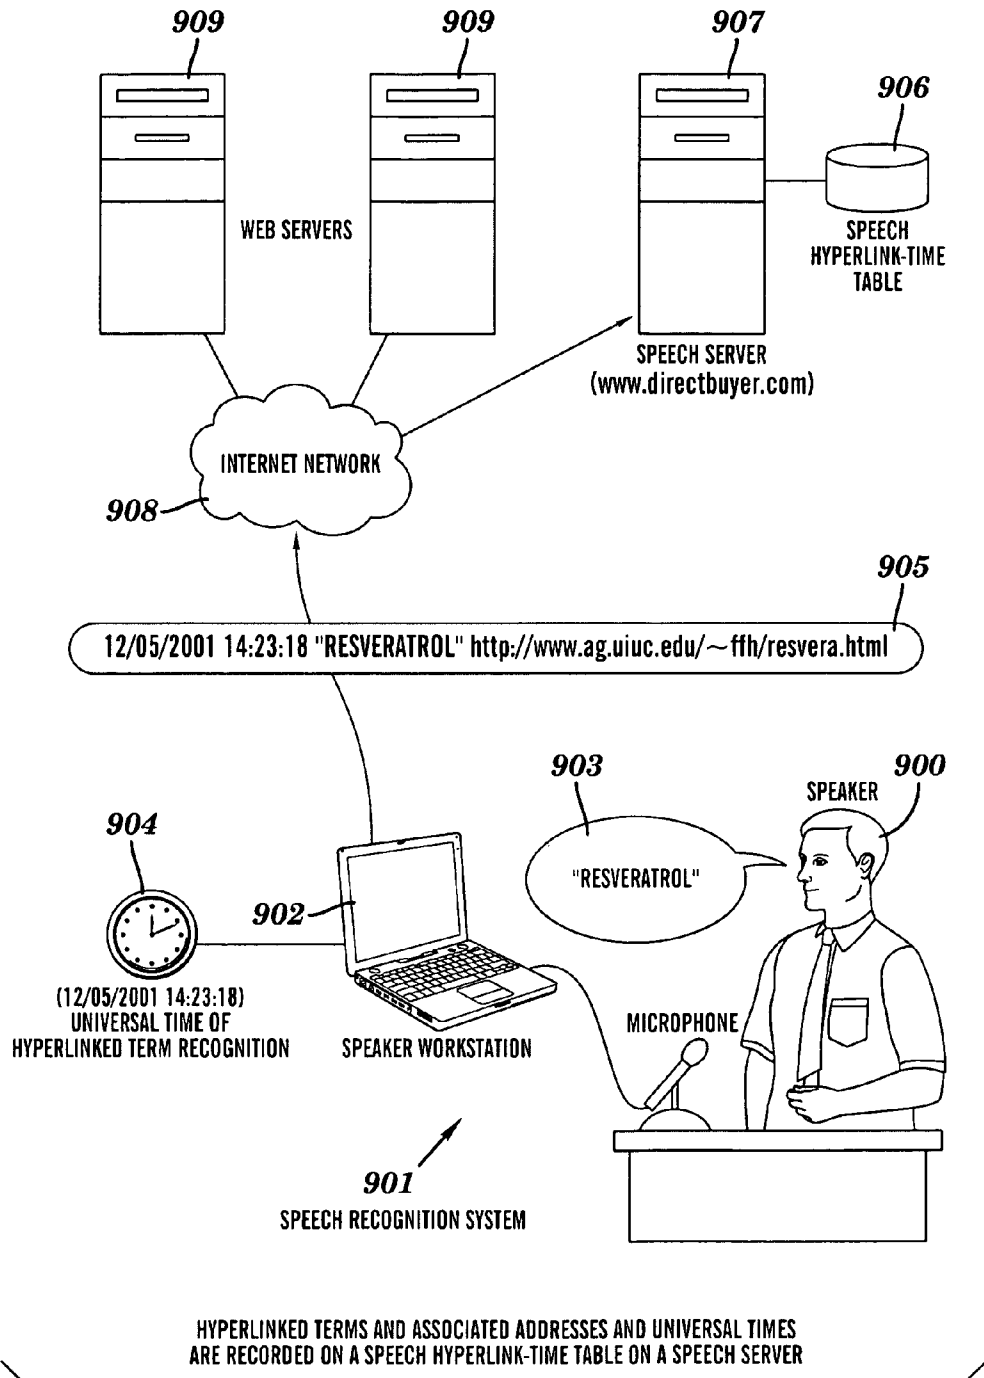 909
909
907
906
WEB SERVERS
SPEECH
HYPERLINK-TIME
TABLE
SPEECH SERVER
(www.directbuyer.com)
INTERNET NETWORK
908
905
12/05/2001 14:23:18 "RESVERATROL" http://www.ag.uiuc.edu/~ffh/resvera.html
903
900
SPEAKER
904
"RESVERATROL"
902
(12/05/2001 14:23:18)
UNIVERSAL TIME OF
HYPERLINKED TERM RECOGNITION
SPEAKER WORKSTATION
MICROPHONE
901
SPEECH RECOGNITION SYSTEM
HYPERLINKED TERMS AND ASSOCIATED ADDRESSES AND UNIVERSAL TIMES
ARE RECORDED ON A SPEECH HYPERLINK-TIME TABLE ON A SPEECH SERVER